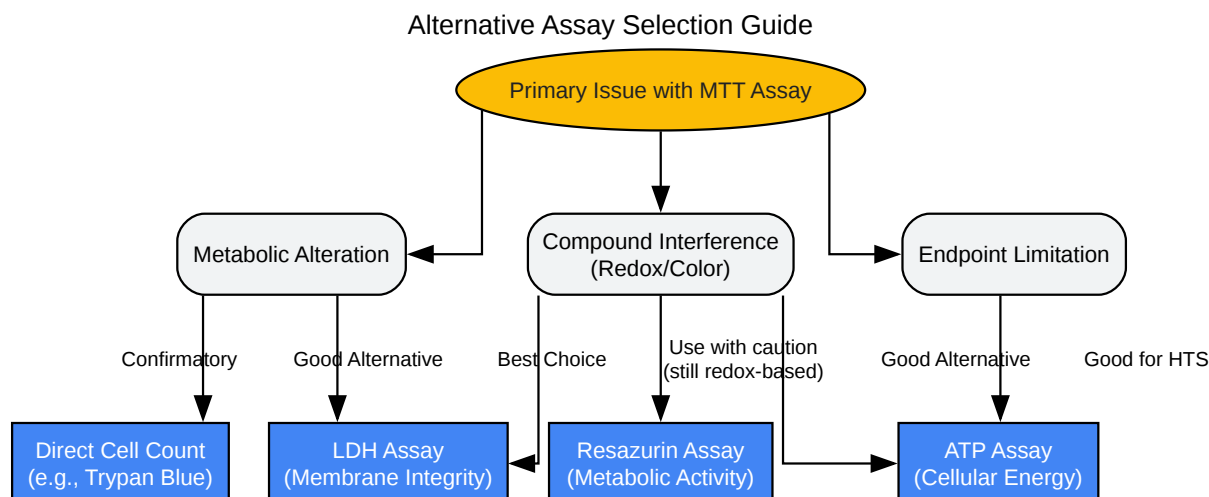 Alternative Assay Selection Guide
Primary Issue with MTT Assay
Metabolic Alteration
Compound Interference
(Redox/Color)
Endpoint Limitation
Confirmatory
Good Alternative
Best Choice
Use with caution
(still redox-based)
Good Alternative
Good for HTS
Direct Cell Count
(e.g., Trypan Blue)
LDH Assay
(Membrane Integrity)
Resazurin Assay
(Metabolic Activity)
ATP Assay
(Cellular Energy)